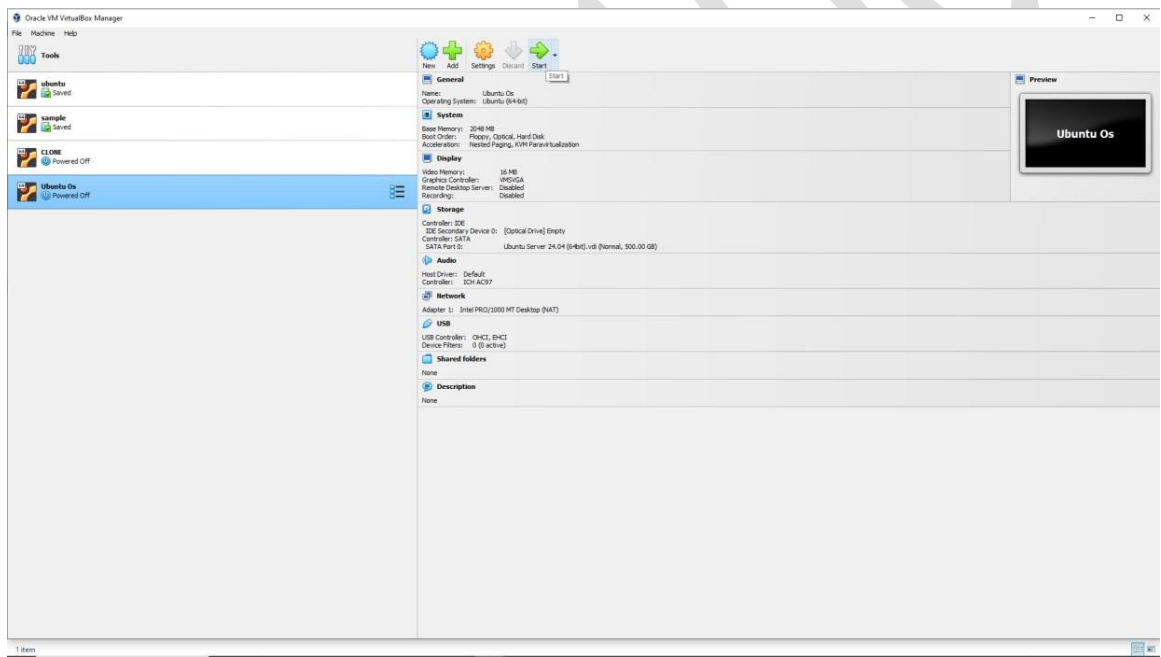 Oracle VM VirtualBox Manager
File Machine Help
Tools
ubuntu
Saved
sample
Saved
CLONE
Powered Off
Ubuntu Os
Powered Off
New Add Settings Discard Start
Start
General
Name: Ubuntu Os
Operating System: Ubuntu (64-bit)
System
Base Memory: 2048 MB
Boot Order: Floppy, Optical, Hard Disk
Acceleration: Nested Paging, KVM Paravirtualization
Display
Video Memory: 16 MB
Graphics Controller: VMSVGA
Remote Desktop Server: Disabled
Recording: Disabled
Storage
Controller: IDE
IDE Secondary Device 0: [Optical Drive] Empty
Controller: SATA
SATA Port 0: Ubuntu Server 24.04 (64bit).vdi (Normal, 500.00 GB)
Audio
Host Driver: Default
Controller: ICH AC97
Network
Adapter 1: Intel PRO/1000 MT Desktop (NAT)
USB
USB Controller: OHCI, EHCI
Device Filters: 0 (0 active)
Shared folders
None
Description
None
Preview
Ubuntu Os
1 item